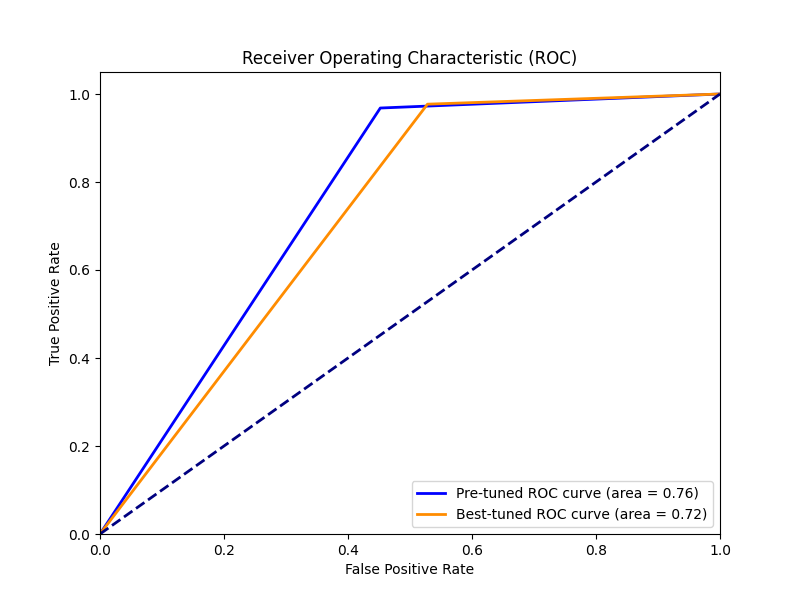 Receiver Operating Characteristic (ROC)
True Positive Rate
1.0
0.8
0.6
0.4
0.2
0.0
0.0 0.2 0.4 0.6 0.8 1.0
False Positive Rate
Pre-tuned ROC curve (area = 0.76)
Best-tuned ROC curve (area = 0.72)